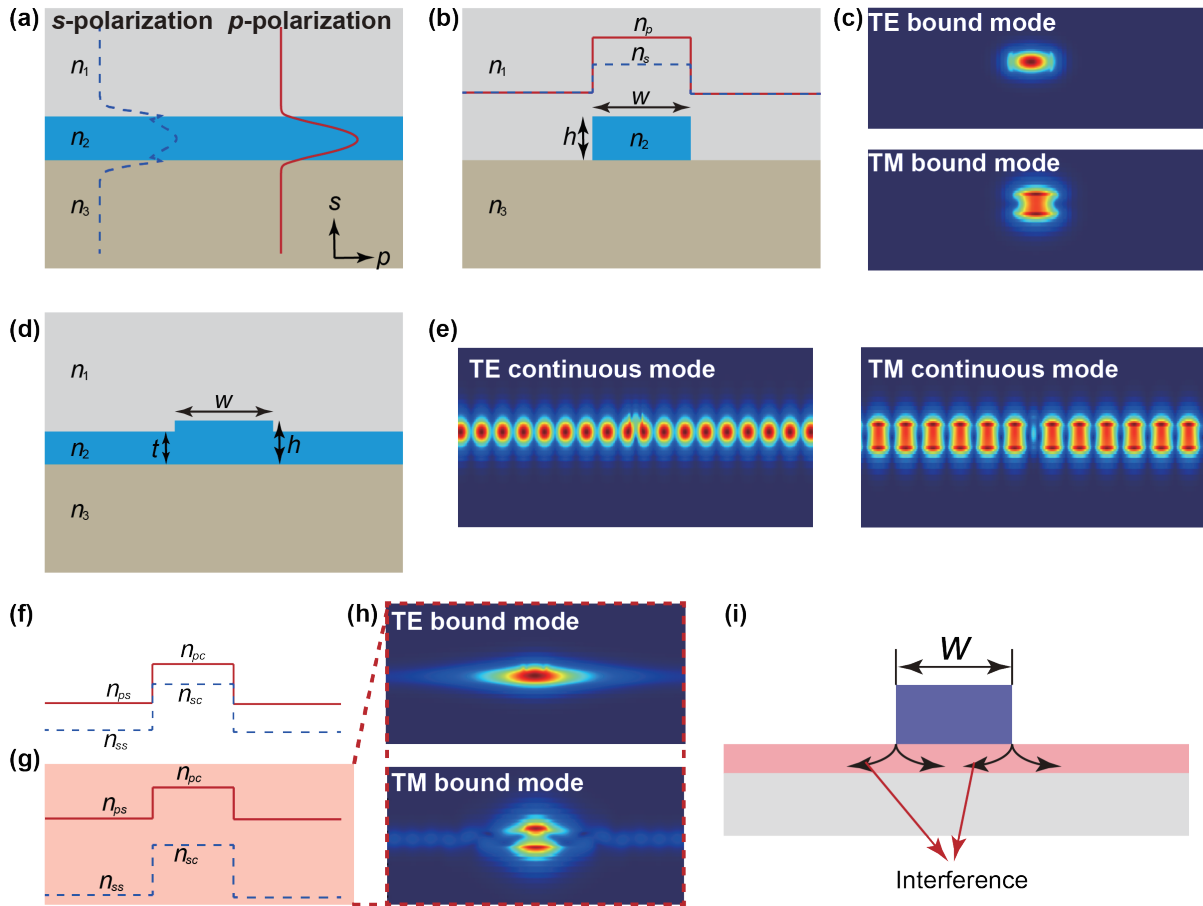 (a)
s-polarization p-polarization
n1
n2
n3
s
p
(b)
np
ns
n1
w
h
n2
n3
(c)
TE bound mode
TM bound mode
(d)
n1
w
n2
t
h
n3
(e)
TE continuous mode
TM continuous mode
(f)
npc
nps
nsc
nss
(g)
npc
nps
nsc
nss
(h)
TE bound mode
TM bound mode
(i)
W
Interference